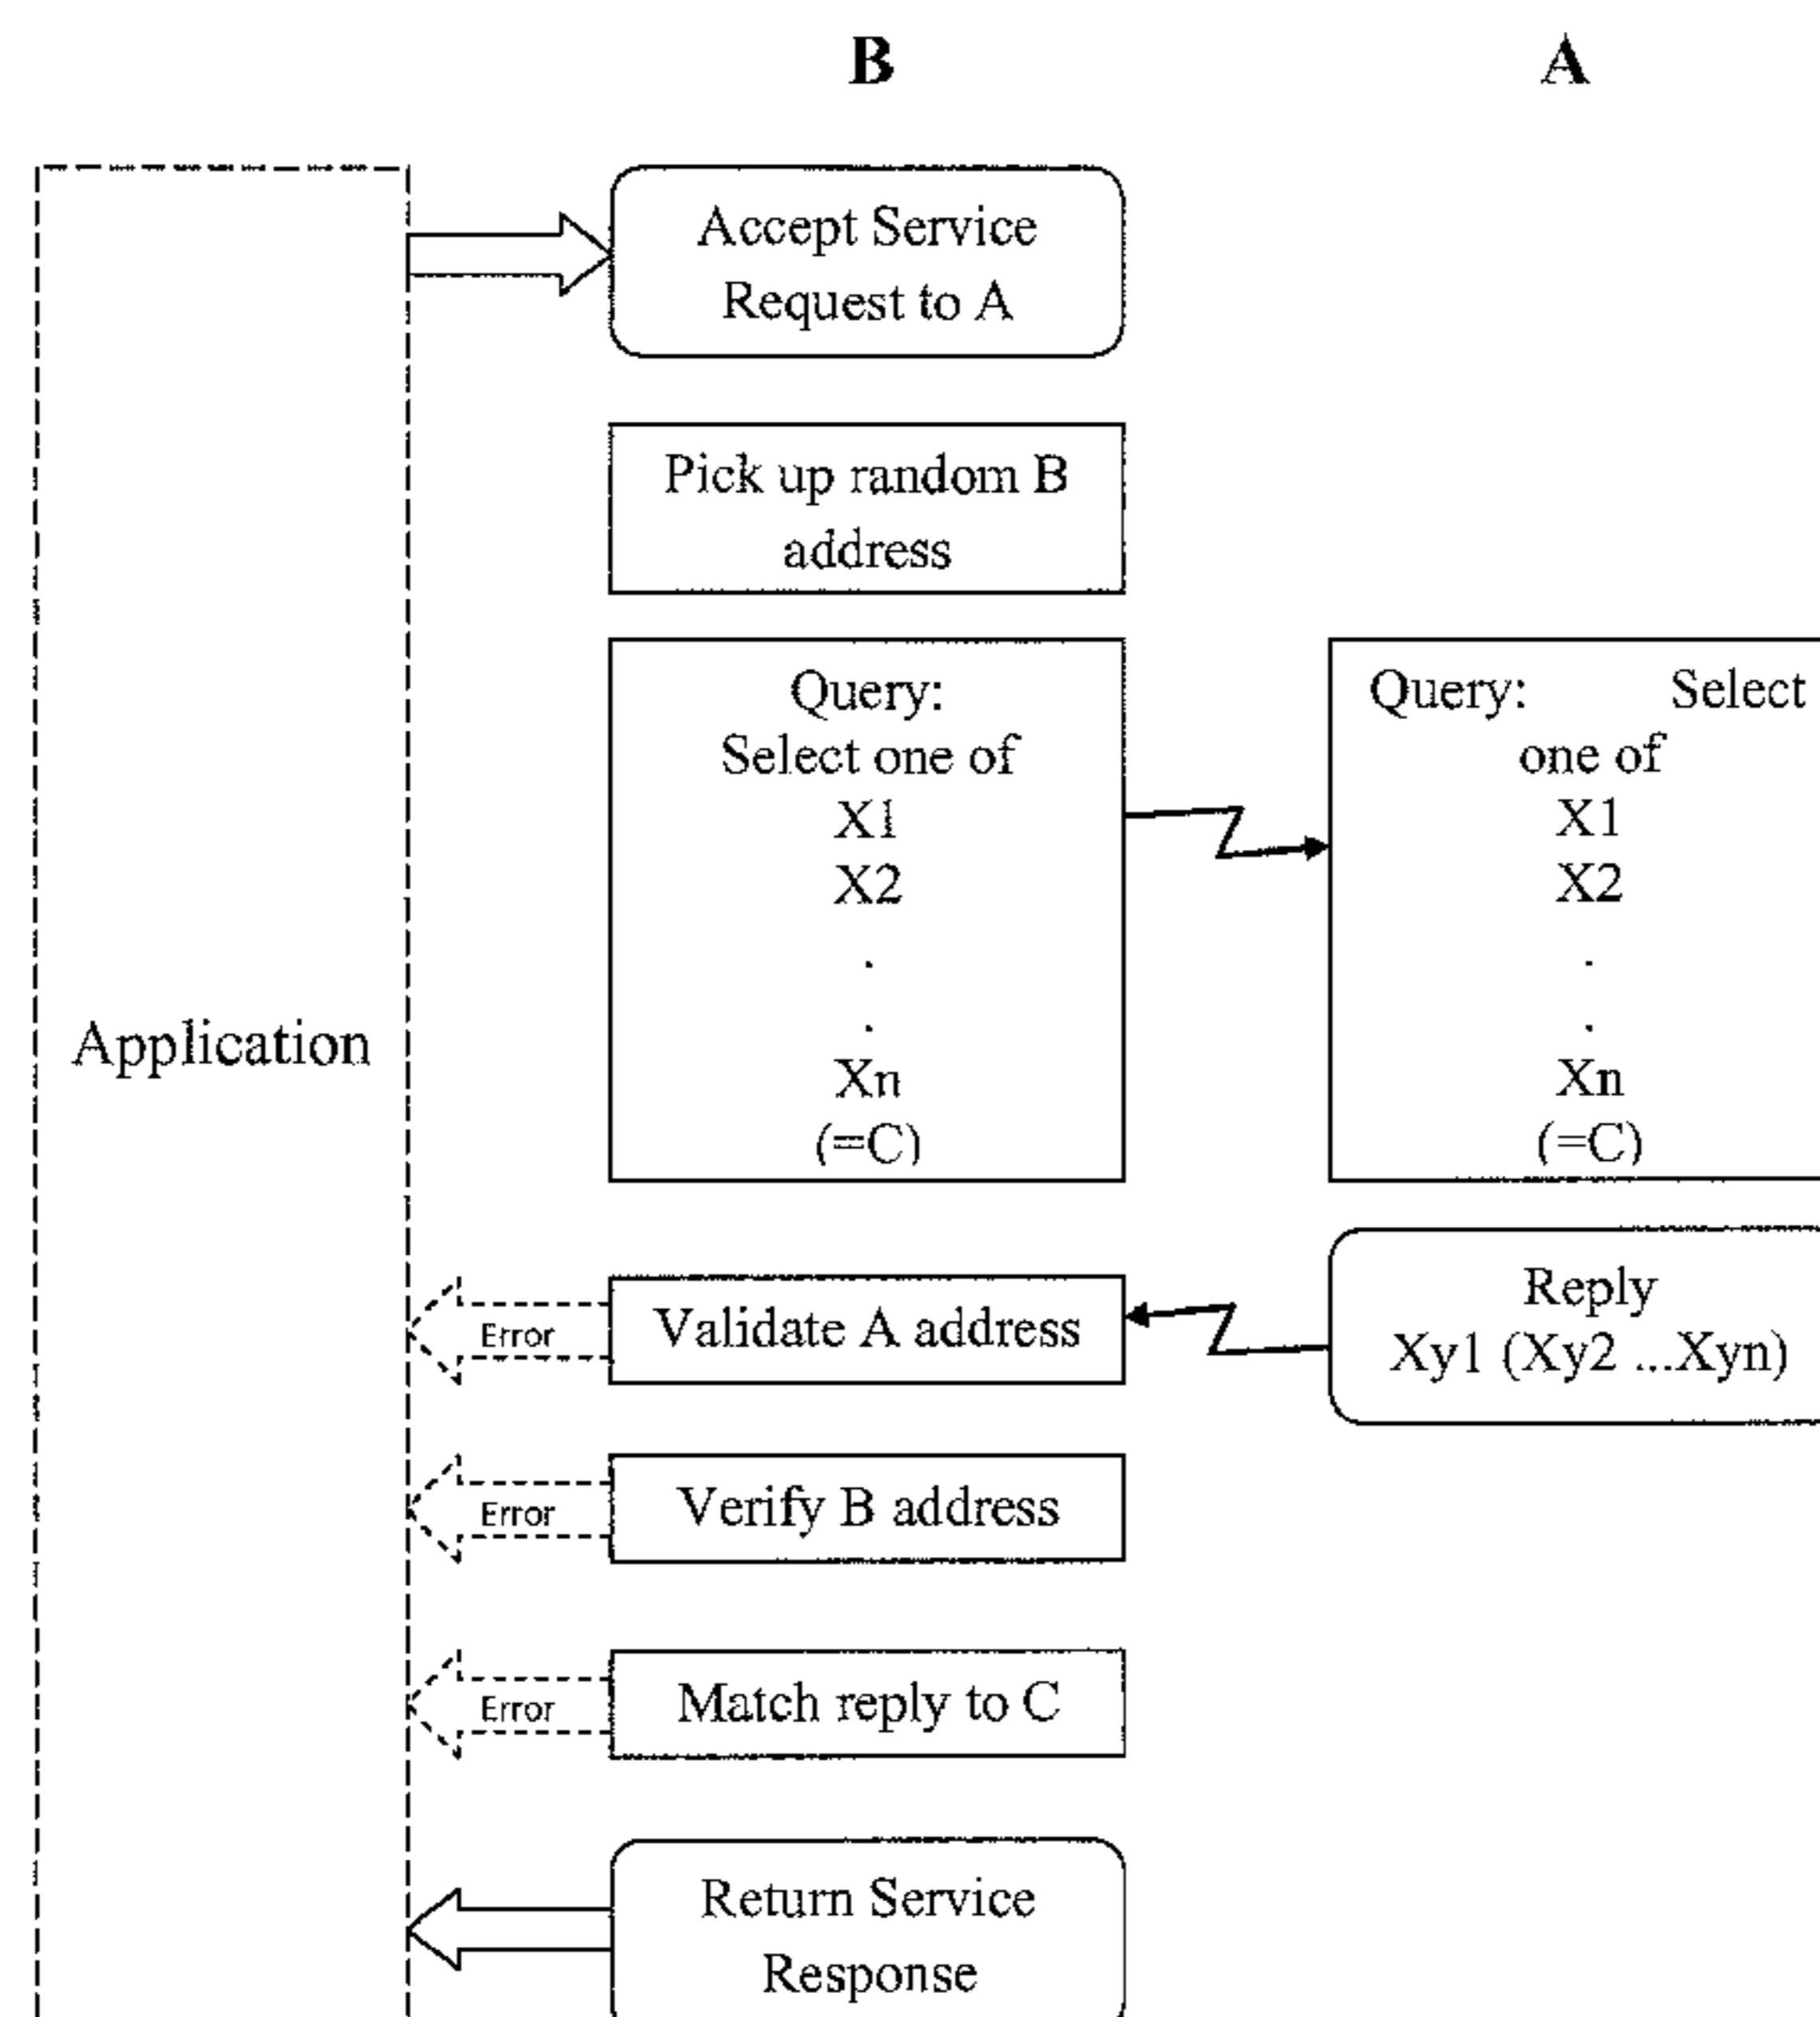 B
A
Accept Service
Request to A
Pick up random B
address
Query:
Select one of
X1
X2
.
.
Xn
(=C)
Query: Select
one of
X1
X2
.
.
Xn
(=C)
Application
Error
Validate A address
Reply
Xy1 (Xy2 ...Xyn)
Error
Verify B address
Error
Match reply to C
Return Service
Response